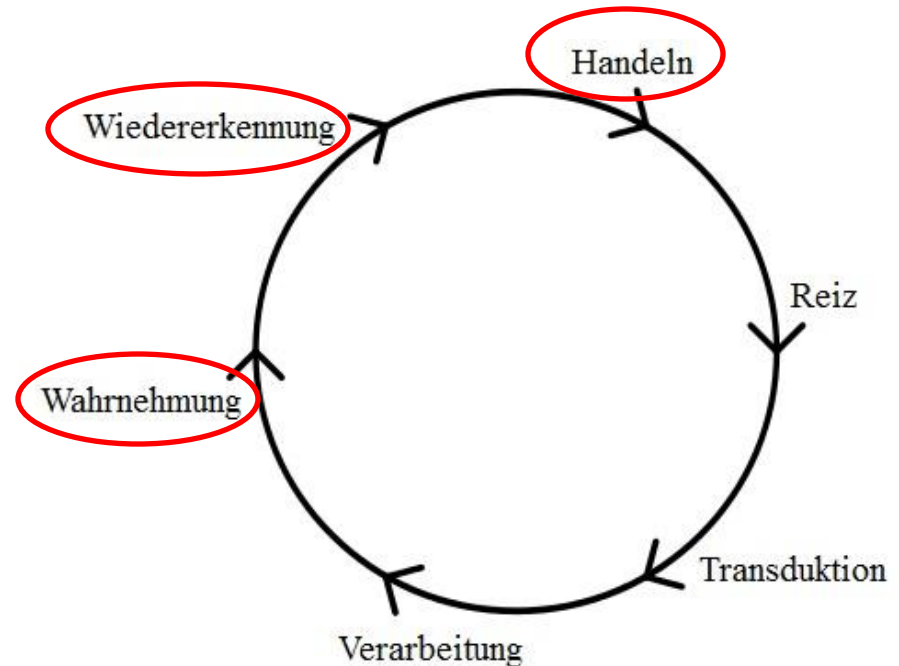 Handeln
Wiedererkennung
Reiz
Wahrnehmung
Transduktion
Verarbeitung